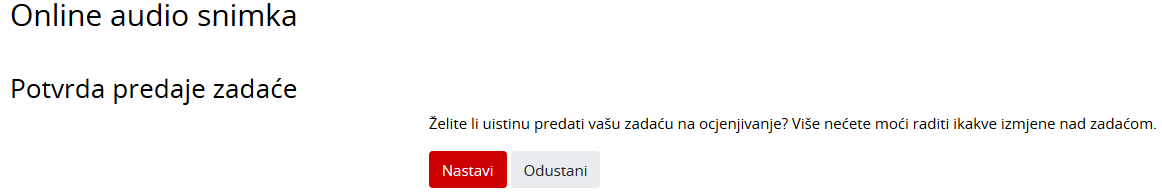 Online audio snimka
Potvrda predaje zadaće
Želite li uistinu predati vašu zadaću na ocjenjivanje? Više nećete moći raditi ikakve izmjene nad zadaćom.
Nastavi Odustani